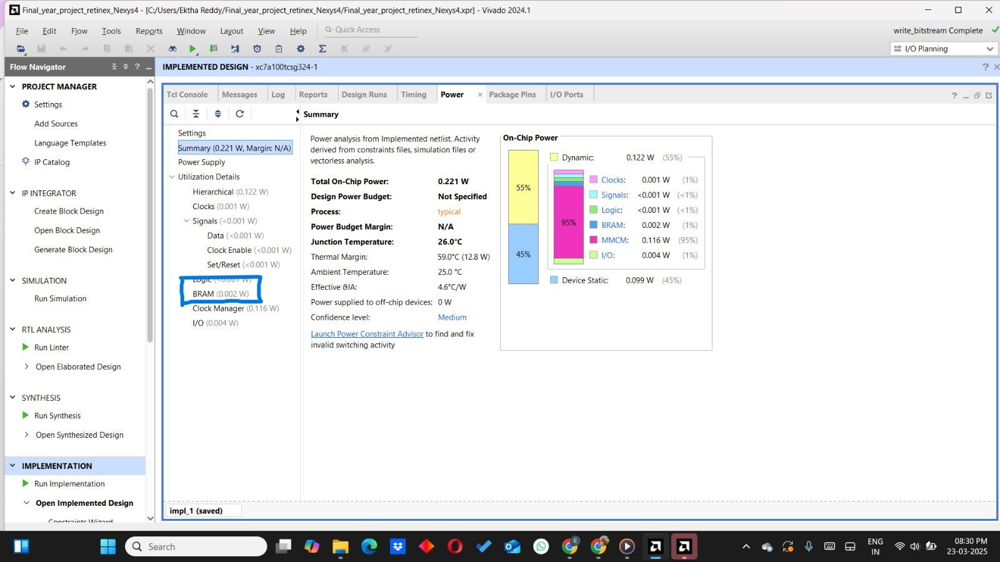 Final_year_project_retinex_Nexys4 - [C:/Users/Ektha Reddy/Final_year_project_retinex_Nexys4/Final_year_project_retinex_Nexys4.xpr] - Vivado 2024.1
File Edit Flow Tools Reports Window Layout View Help Quick Access
write_bitstream Complete
I/O Planning
Flow Navigator
IMPLEMENTED DESIGN - xc7a100tcsg324-1
PROJECT MANAGER
Settings
Add Sources
Language Templates
IP Catalog
IP INTEGRATOR
Create Block Design
Open Block Design
Generate Block Design
SIMULATION
Run Simulation
RTL ANALYSIS
Run Linter
Open Elaborated Design
SYNTHESIS
Run Synthesis
Open Synthesized Design
IMPLEMENTATION
Run Implementation
Open Implemented Design
Constraints Wizard
Tcl Console Messages Log Reports Design Runs Timing Power Package Pins I/O Ports
Summary
Settings
Summary (0.221 W, Margin: N/A)
Power Supply
Utilization Details
Hierarchical (0.122 W)
Clocks (0.001 W)
Signals (<0.001 W)
Data (<0.001 W)
Clock Enable (<0.001 W)
Set/Reset (<0.001 W)
Logic (<0.001 W)
BRAM (0.002 W)
Clock Manager (0.116 W)
I/O (0.004 W)
Power analysis from Implemented netlist. Activity
derived from constraints files, simulation files or
vectorless analysis.
Total On-Chip Power: 0.221 W
Design Power Budget: Not Specified
Process: typical
Power Budget Margin: N/A
Junction Temperature: 26.0°C
Thermal Margin: 59.0°C (12.8 W)
Ambient Temperature: 25.0 °C
Effective ϑJA: 4.6°C/W
Power supplied to off-chip devices: 0 W
Confidence level: Medium
Launch Power Constraint Advisor to find and fix
invalid switching activity
On-Chip Power
55%
45%
Dynamic: 0.122 W (55%)
95%
Clocks: 0.001 W (1%)
Signals: <0.001 W (<1%)
Logic: <0.001 W (<1%)
BRAM: 0.002 W (1%)
MMCM: 0.116 W (95%)
I/O: 0.004 W (1%)
Device Static: 0.099 W (45%)
impl_1 (saved)
Search
ENG
IN
08:30 PM
23-03-2025